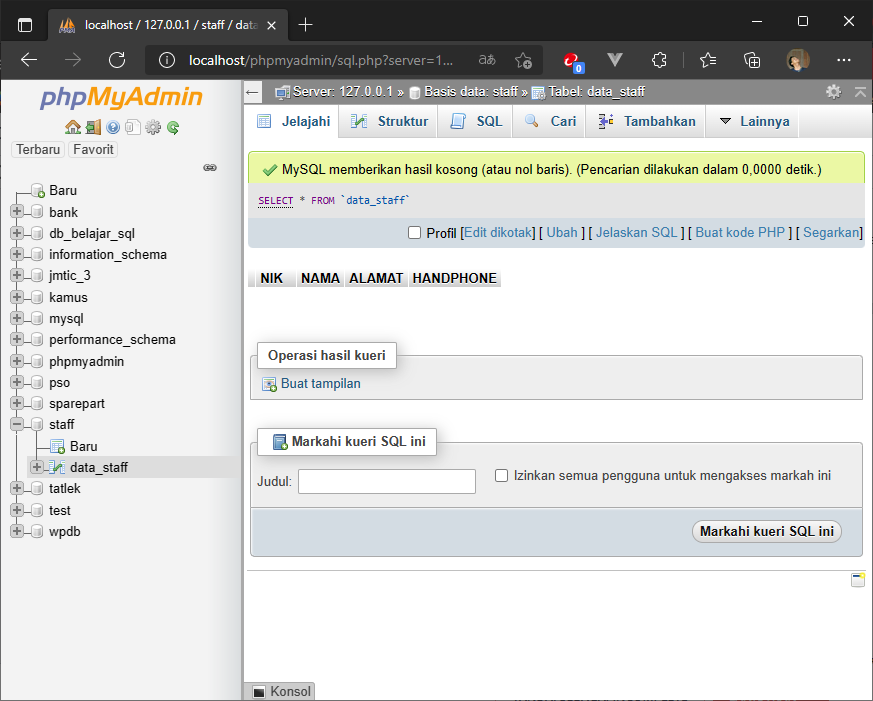 localhost / 127.0.0.1 / staff / data
localhost/phpmyadmin/sql.php?server=1...
aあ
0
phpMyAdmin
Terbaru Favorit
Baru
bank
db_belajar_sql
information_schema
jmtic_3
kamus
mysql
performance_schema
phpmyadmin
pso
sparepart
staff
Baru
data_staff
tatlek
test
wpdb
Server: 127.0.0.1 » Basis data: staff » Tabel: data_staff
Jelajahi Struktur SQL Cari Tambahkan Lainnya
MySQL memberikan hasil kosong (atau nol baris). (Pencarian dilakukan dalam 0,0000 detik.)
SELECT * FROM `data_staff`
Profil [Edit dikotak] [ Ubah ] [ Jelaskan SQL ] [ Buat kode PHP ] [ Segarkan]
NIK NAMA ALAMAT HANDPHONE
Operasi hasil kueri
Buat tampilan
Markahi kueri SQL ini
Judul: Izinkan semua pengguna untuk mengakses markah ini
Markahi kueri SQL ini
Konsol